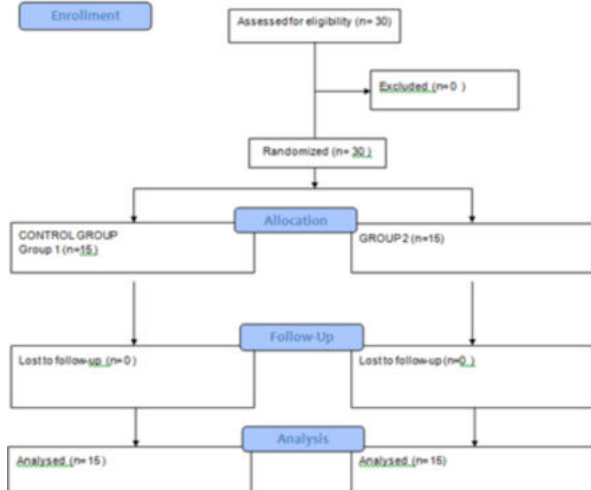 Enrollment
Assessed for eligibility (n= 30)
Excluded (n=0 )
Randomized (n= 30 )
Allocation
CONTROL GROUP
Group 1 (n=15 )
GROUP 2 (n=15)
Follow-Up
Lost to follow-up (n= 0 )
Lost to follow-up (n=0 )
Analysis
Analysed (n= 15 )
Analysed (n= 15)